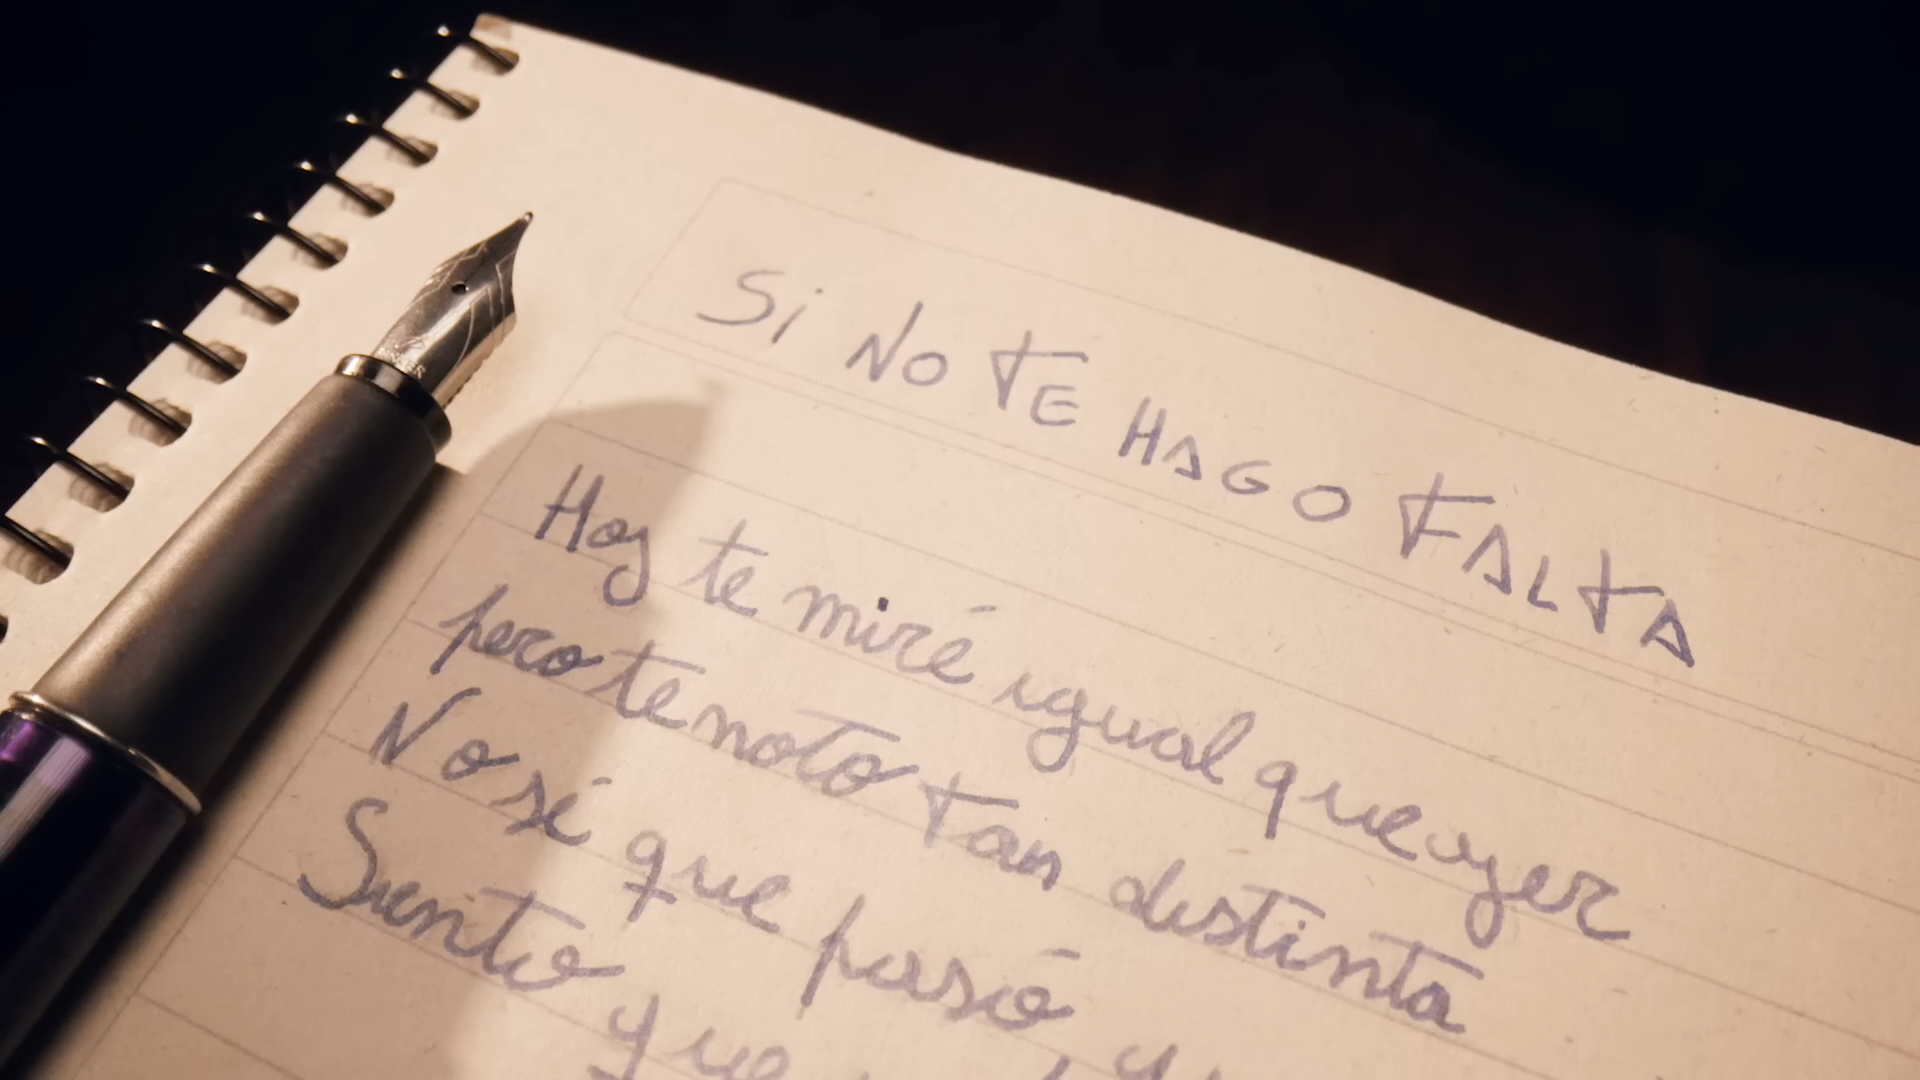 Si NO TE HAGO FALTA
Hoy te miré igual que ayer
pero te noto tan distinta
No sé que pasó
Siento que